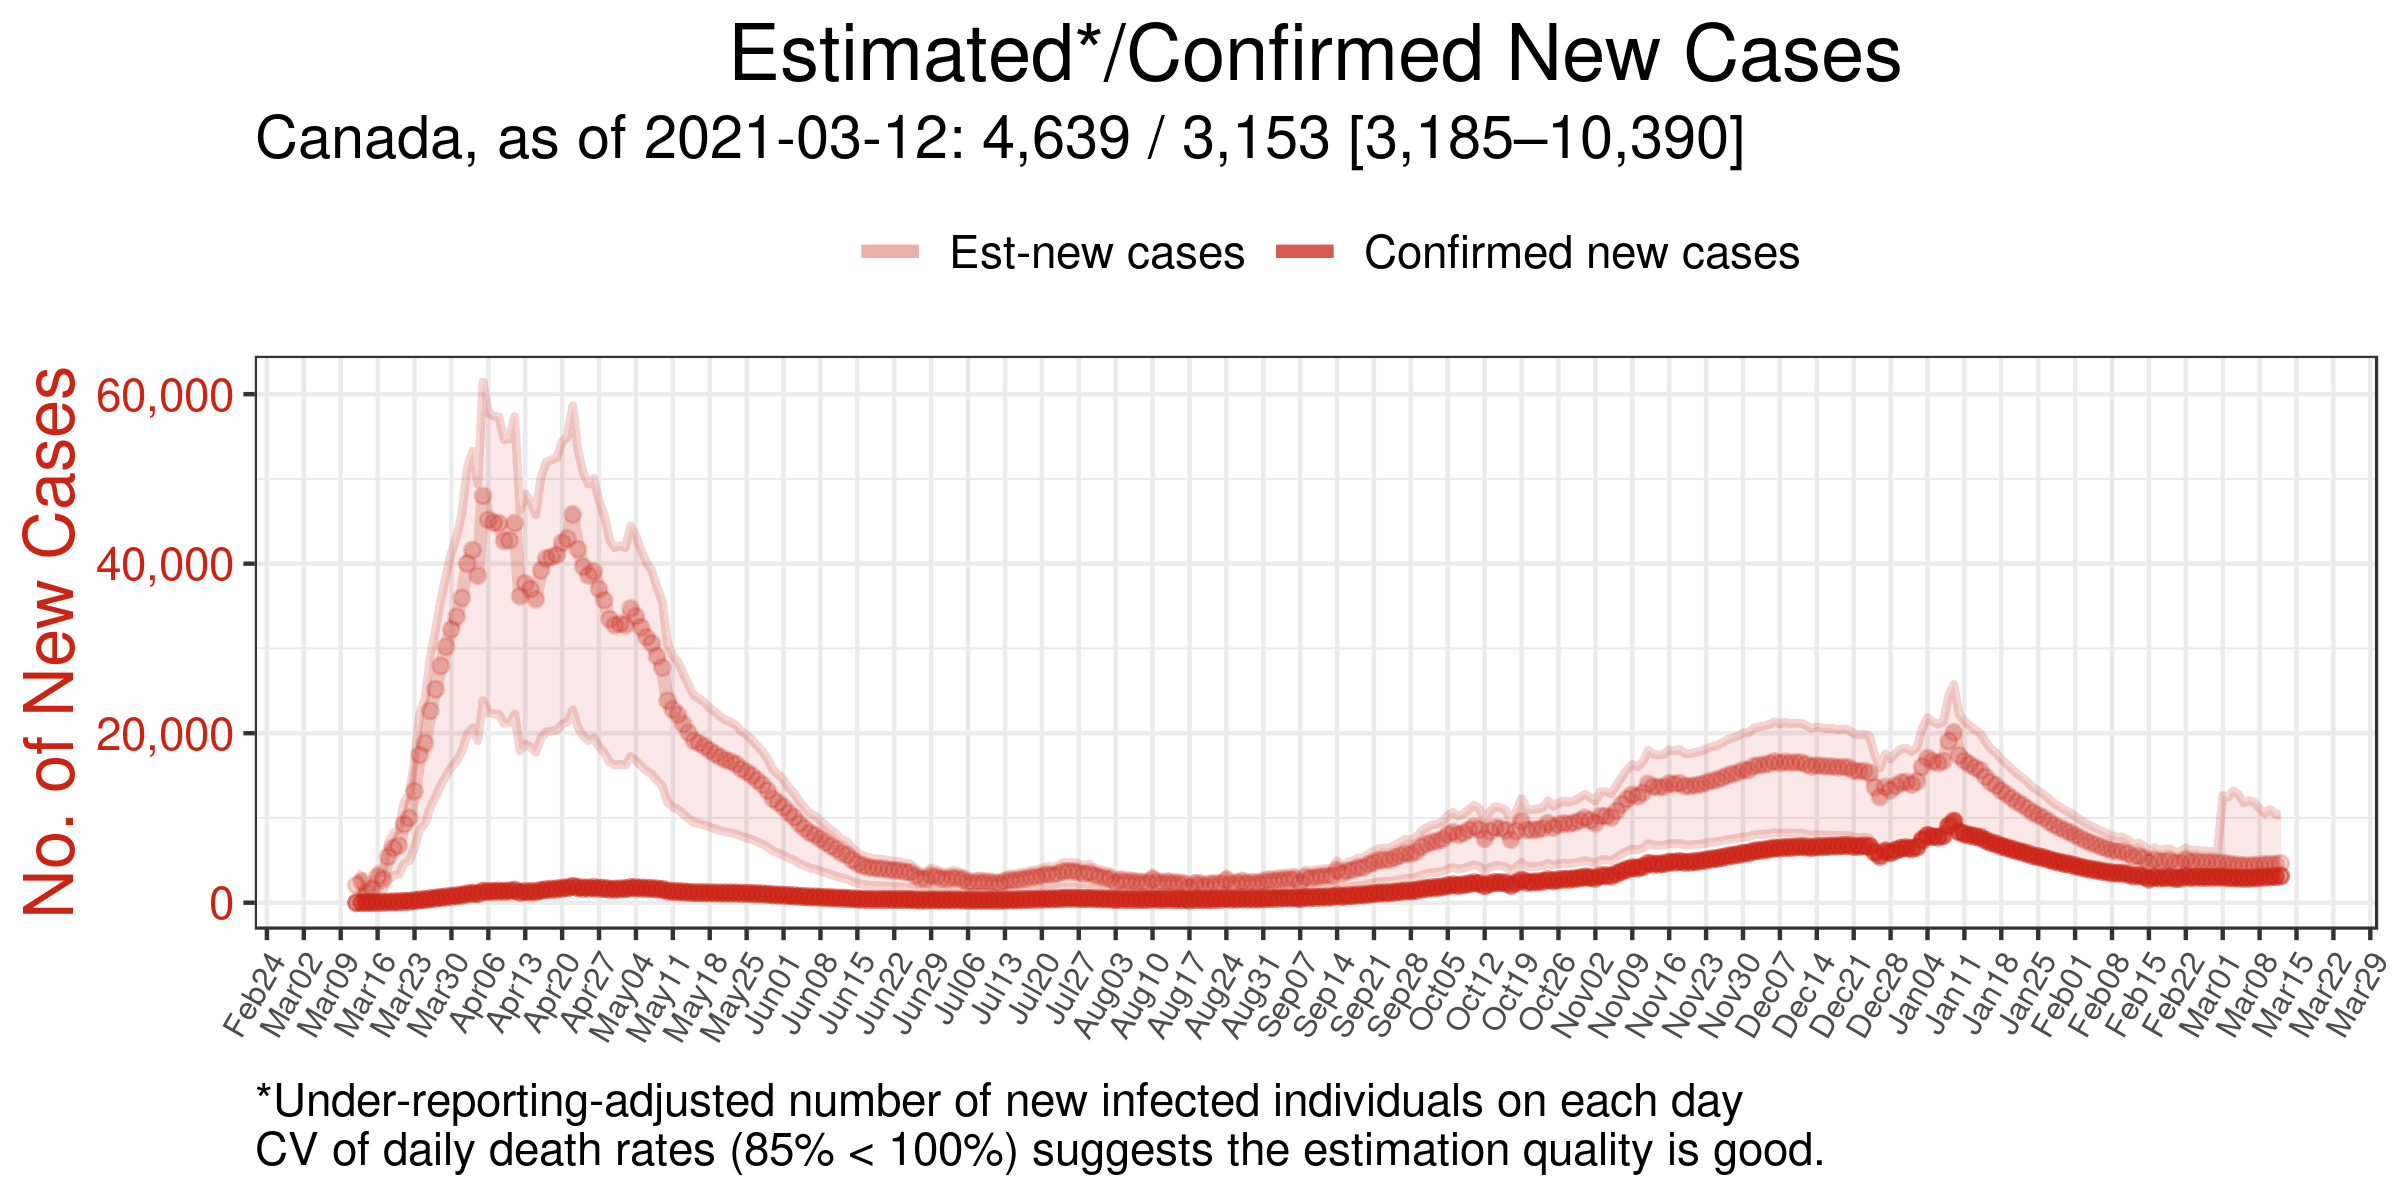 Estimated*/Confirmed New Cases
Canada, as of 2021-03-12: 4,639 / 3,153 [3,185–10,390]
Est-new cases Confirmed new cases
No. of New Cases
60,000
40,000
20,000
0
Feb24 Mar02 Mar09 Mar16 Mar23 Mar30 Apr06 Apr13 Apr20 Apr27 May04 May11 May18 May25 Jun01 Jun08 Jun15 Jun22 Jun29 Jul06 Jul13 Jul20 Jul27 Aug03 Aug10 Aug17 Aug24 Aug31 Sep07 Sep14 Sep21 Sep28 Oct05 Oct12 Oct19 Oct26 Nov02 Nov09 Nov16 Nov23 Nov30 Dec07 Dec14 Dec21 Dec28 Jan04 Jan11 Jan18 Jan25 Feb01 Feb08 Feb15 Feb22 Mar01 Mar08 Mar15 Mar22 Mar29
*Under-reporting-adjusted number of new infected individuals on each day
CV of daily death rates (85% < 100%) suggests the estimation quality is good.